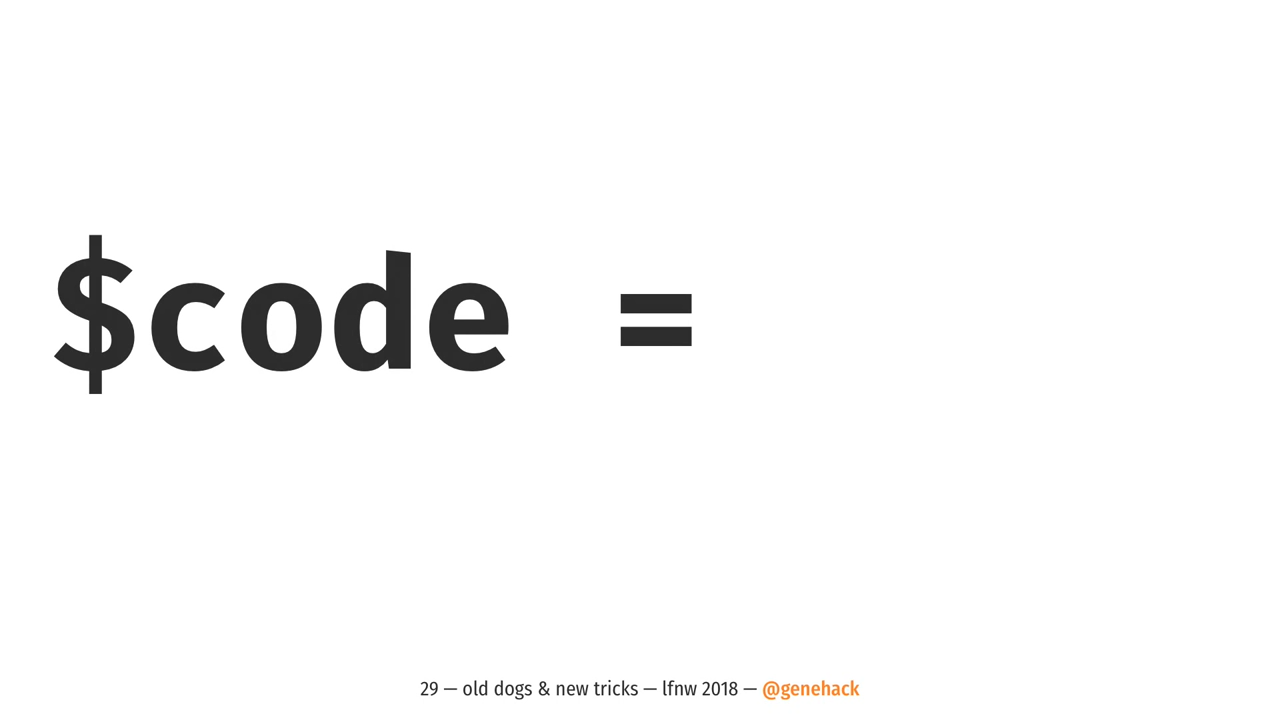 $code =
29 — old dogs & new tricks — lfnw 2018 — @genehack